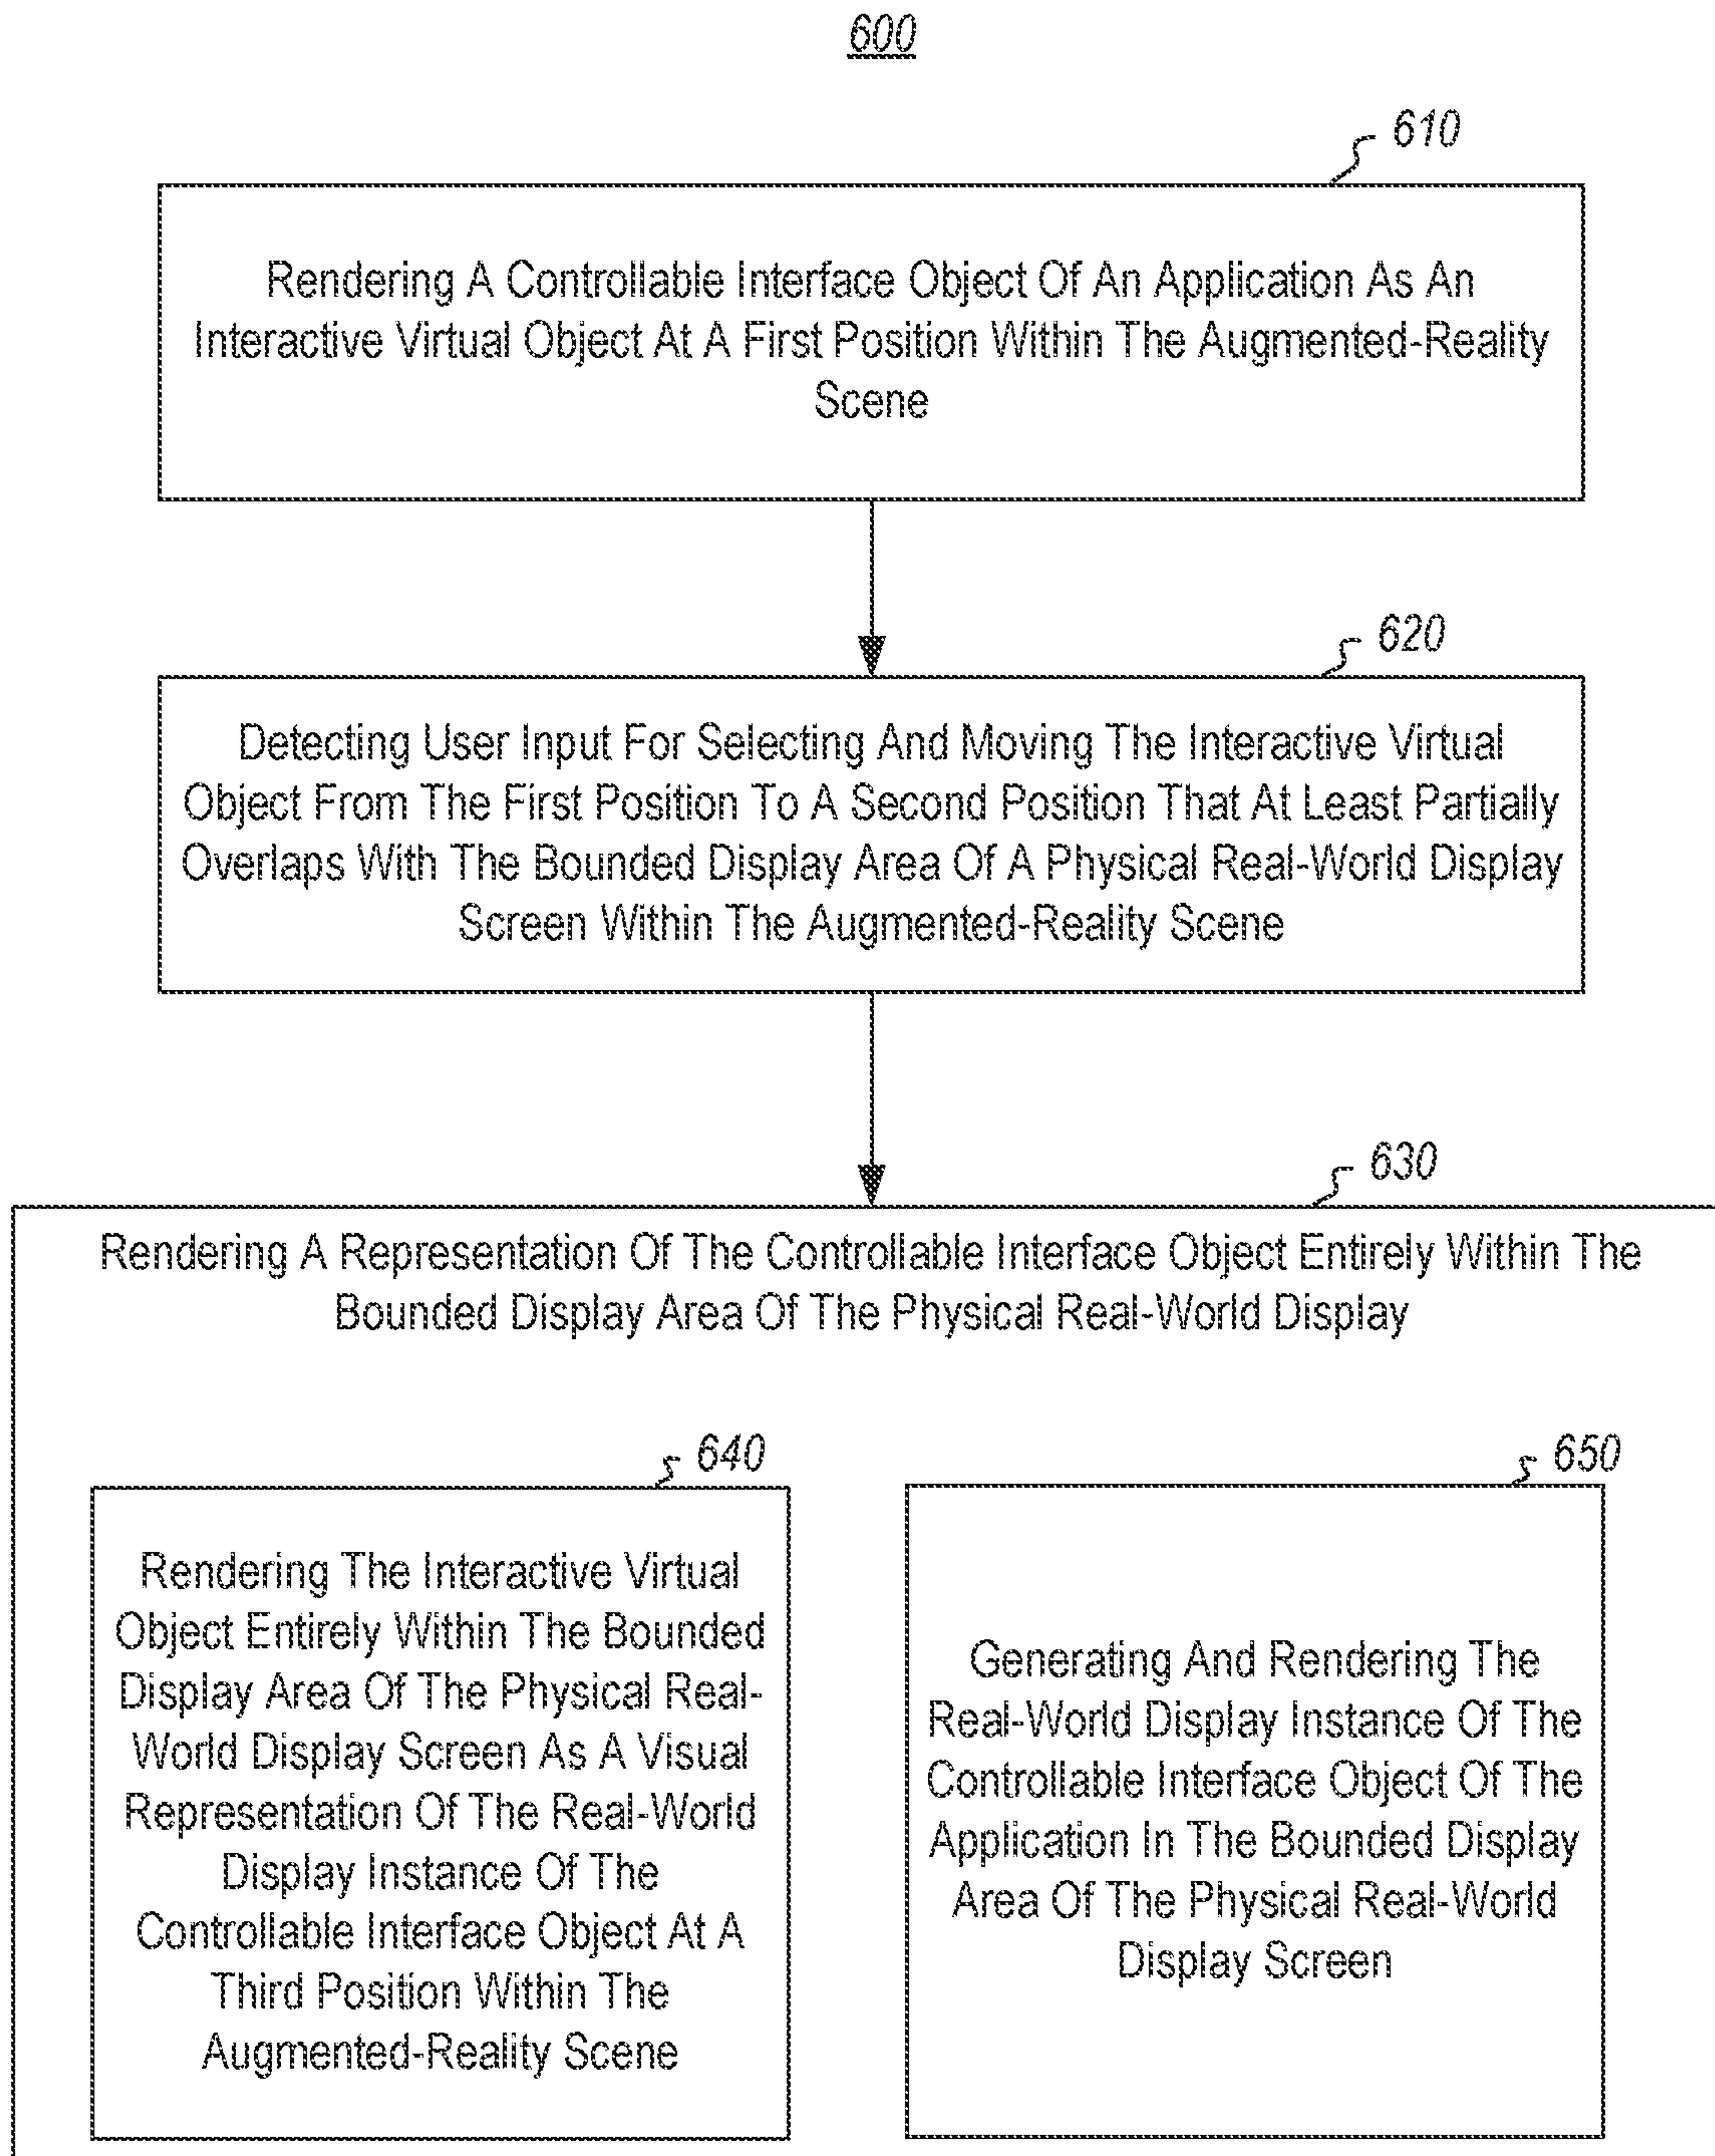 600
610
Rendering A Controllable Interface Object Of An Application As An
Interactive Virtual Object At A First Position Within The Augmented-Reality
Scene
620
Detecting User Input For Selecting And Moving The Interactive Virtual
Object From The First Position To A Second Position That At Least Partially
Overlaps With The Bounded Display Area Of A Physical Real-World Display
Screen Within The Augmented-Reality Scene
630
Rendering A Representation Of The Controllable Interface Object Entirely Within The
Bounded Display Area Of The Physical Real-World Display
640
Rendering The Interactive Virtual
Object Entirely Within The Bounded
Display Area Of The Physical Real-
World Display Screen As A Visual
Representation Of The Real-World
Display Instance Of The
Controllable Interface Object At A
Third Position Within The
Augmented-Reality Scene
650
Generating And Rendering The
Real-World Display Instance Of The
Controllable Interface Object Of The
Application In The Bounded Display
Area Of The Physical Real-World
Display Screen